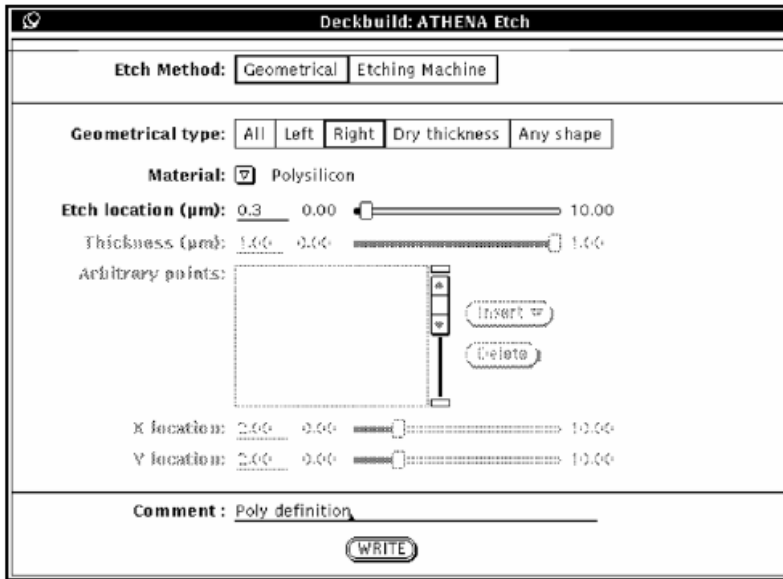 Deckbuild: ATHENA Etch
Etch Method: Geometrical Etching Machine
Geometrical type: All Left Right Dry thickness Any shape
Material: Polysilicon
Etch location (µm): 0.3 0.00 10.00
Thickness (µm): 1.00 0.00 1.00
Arbitrary points:
Insert
Delete
X location: 2.00 0.00 10.00
Y location: 2.00 0.00 10.00
Comment : Poly definition
WRITE